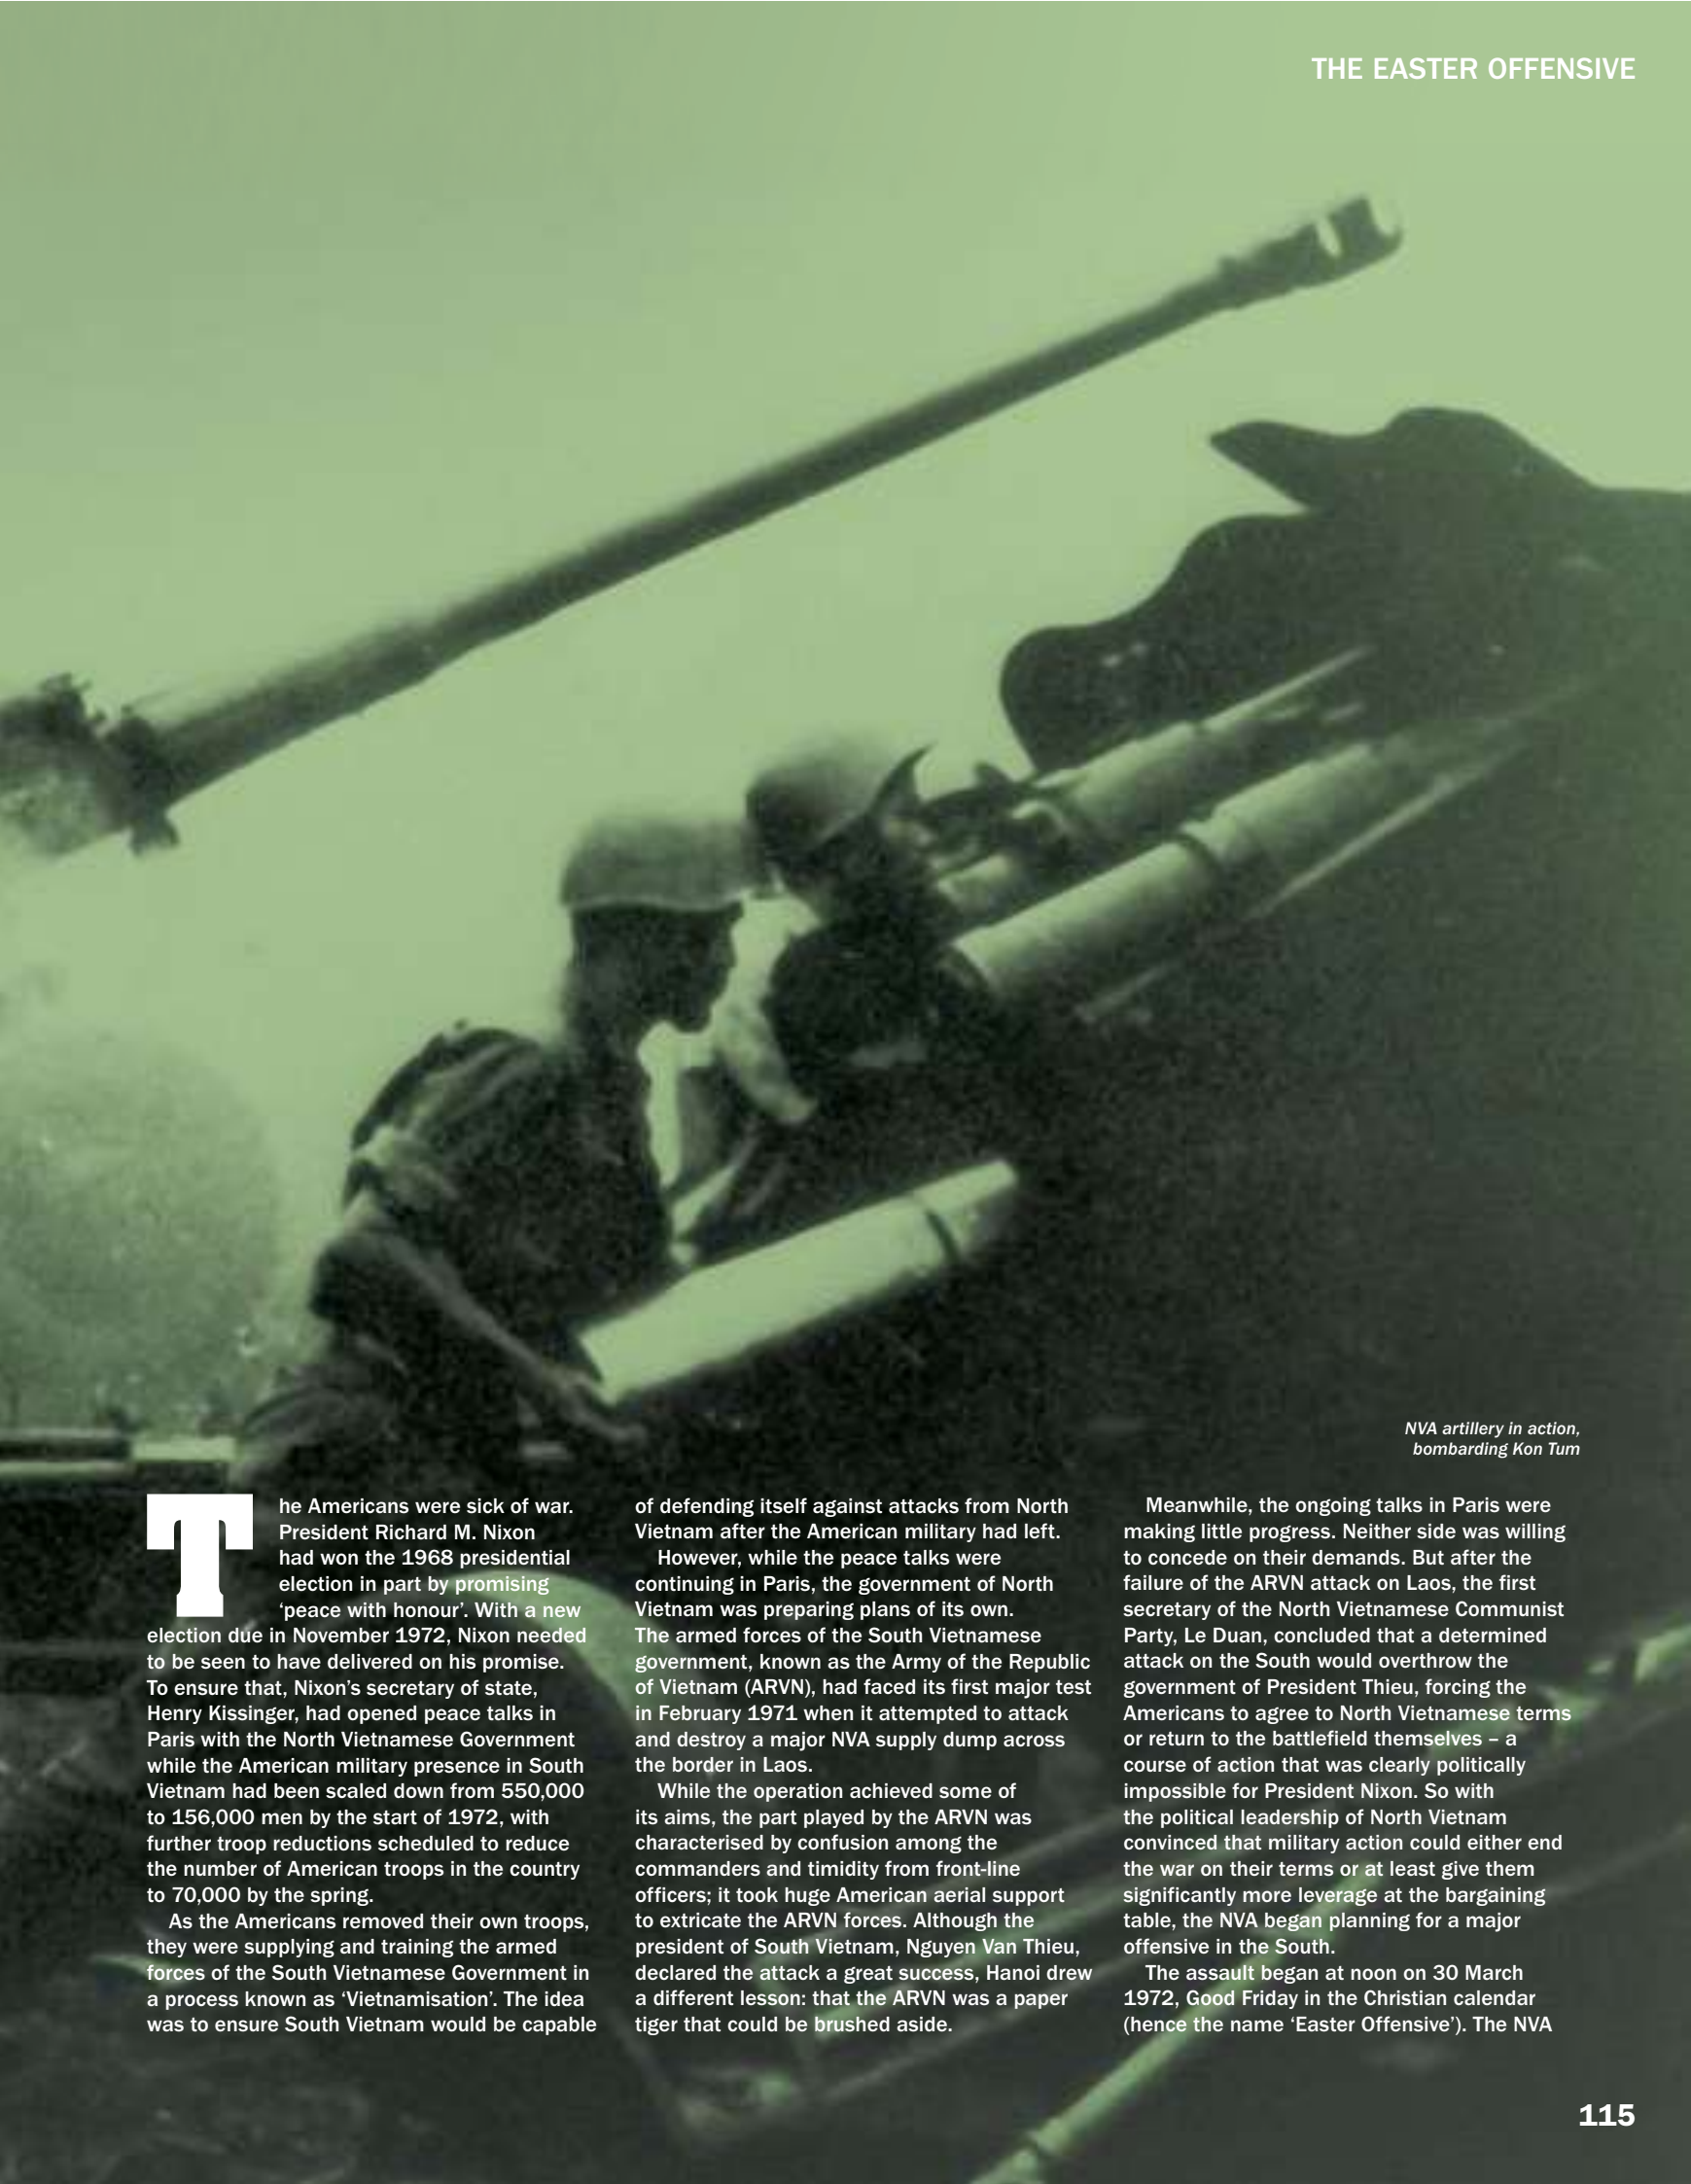 THE EASTER OFFENSIVE
NVA artillery in action,
bombarding Kon Tum
The Americans were sick of war.
President Richard M. Nixon
had won the 1968 presidential
election in part by promising
‘peace with honour’. With a new
election due in November 1972, Nixon needed
to be seen to have delivered on his promise.
To ensure that, Nixon’s secretary of state,
Henry Kissinger, had opened peace talks in
Paris with the North Vietnamese Government
while the American military presence in South
Vietnam had been scaled down from 550,000
to 156,000 men by the start of 1972, with
further troop reductions scheduled to reduce
the number of American troops in the country
to 70,000 by the spring.
As the Americans removed their own troops,
they were supplying and training the armed
forces of the South Vietnamese Government in
a process known as ‘Vietnamisation’. The idea
was to ensure South Vietnam would be capable
of defending itself against attacks from North
Vietnam after the American military had left.
However, while the peace talks were
continuing in Paris, the government of North
Vietnam was preparing plans of its own.
The armed forces of the South Vietnamese
government, known as the Army of the Republic
of Vietnam (ARVN), had faced its first major test
in February 1971 when it attempted to attack
and destroy a major NVA supply dump across
the border in Laos.
While the operation achieved some of
its aims, the part played by the ARVN was
characterised by confusion among the
commanders and timidity from front-line
officers; it took huge American aerial support
to extricate the ARVN forces. Although the
president of South Vietnam, Nguyen Van Thieu,
declared the attack a great success, Hanoi drew
a different lesson: that the ARVN was a paper
tiger that could be brushed aside.
Meanwhile, the ongoing talks in Paris were
making little progress. Neither side was willing
to concede on their demands. But after the
failure of the ARVN attack on Laos, the first
secretary of the North Vietnamese Communist
Party, Le Duan, concluded that a determined
attack on the South would overthrow the
government of President Thieu, forcing the
Americans to agree to North Vietnamese terms
or return to the battlefield themselves – a
course of action that was clearly politically
impossible for President Nixon. So with
the political leadership of North Vietnam
convinced that military action could either end
the war on their terms or at least give them
significantly more leverage at the bargaining
table, the NVA began planning for a major
offensive in the South.
The assault began at noon on 30 March
1972, Good Friday in the Christian calendar
(hence the name ‘Easter Offensive’). The NVA
115